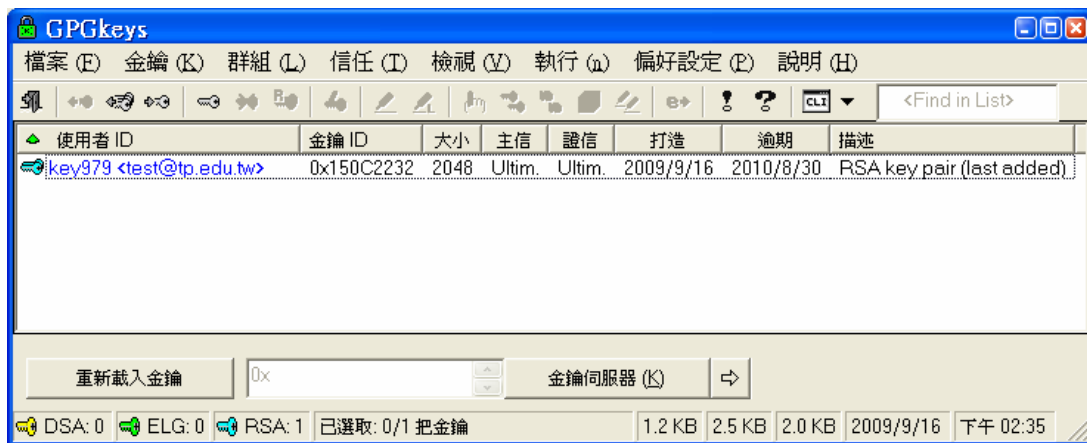 GPGkeys
檔案 (F) 金鑰 (K) 群組 (L) 信任 (T) 檢視 (V) 執行 (n) 偏好設定 (P) 說明 (H)
CLI <Find in List>
使用者 ID 金鑰 ID 大小 主信 證信 打造 逾期 描述
key979 <test@tp.edu.tw> 0x150C2232 2048 Ultim. Ultim. 2009/9/16 2010/8/30 RSA key pair (last added)
重新載入金鑰 0x 金鑰伺服器 (K)
DSA: 0 ELG: 0 RSA: 1 已選取: 0/1 把金鑰 1.2 KB 2.5 KB 2.0 KB 2009/9/16 下午 02:35